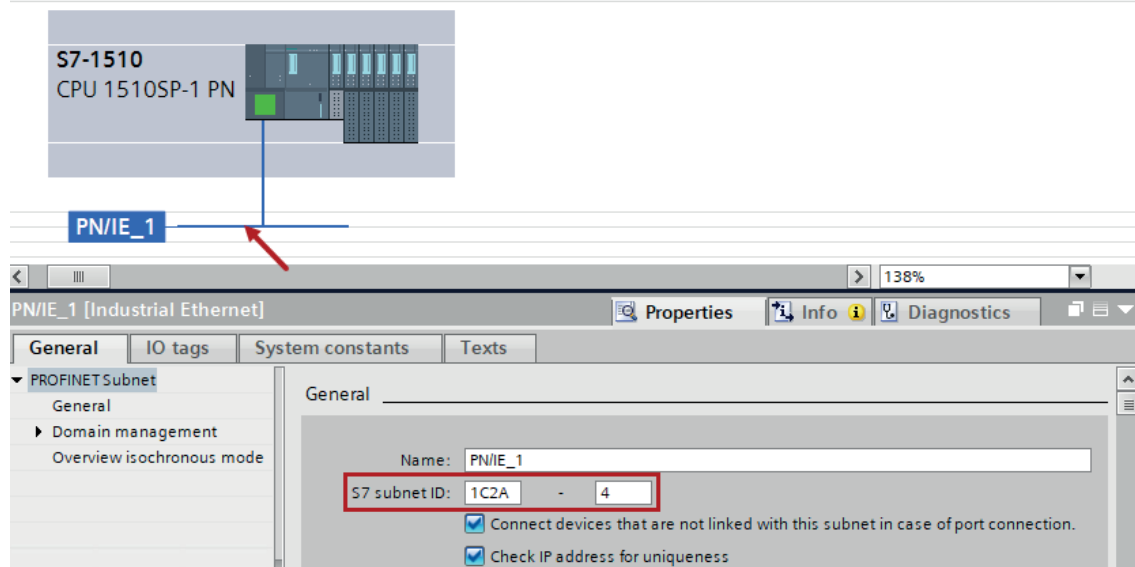 S7-1510
CPU 1510SP-1 PN
PN/IE_1
138%
PN/IE_1 [Industrial Ethernet]
Properties
Info
Diagnostics
General
IO tags
System constants
Texts
PROFINET Subnet
General
Domain management
Overview isochronous mode
General
Name: PN/IE_1
S7 subnet ID: 1C2A - 4
Connect devices that are not linked with this subnet in case of port connection.
Check IP address for uniqueness